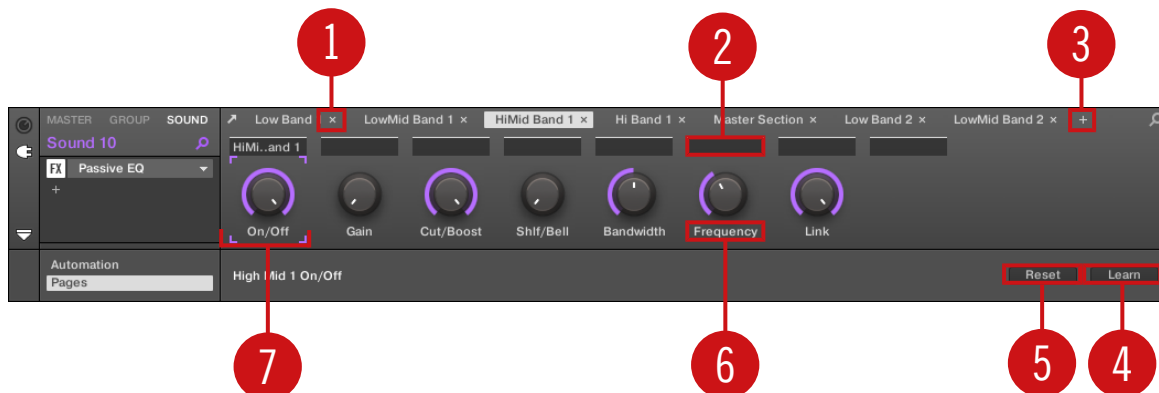 1 2 3
MASTER GROUP SOUND Low Band × LowMid Band 1 × HiMid Band 1 × Hi Band 1 × Master Section × Low Band 2 × LowMid Band 2 × +
Sound 10 HiMi..and 1
FX Passive EQ
+
On/Off Gain Cut/Boost Shlf/Bell Bandwidth Frequency Link
Automation
Pages
High Mid 1 On/Off Reset Learn
7 6 5 4